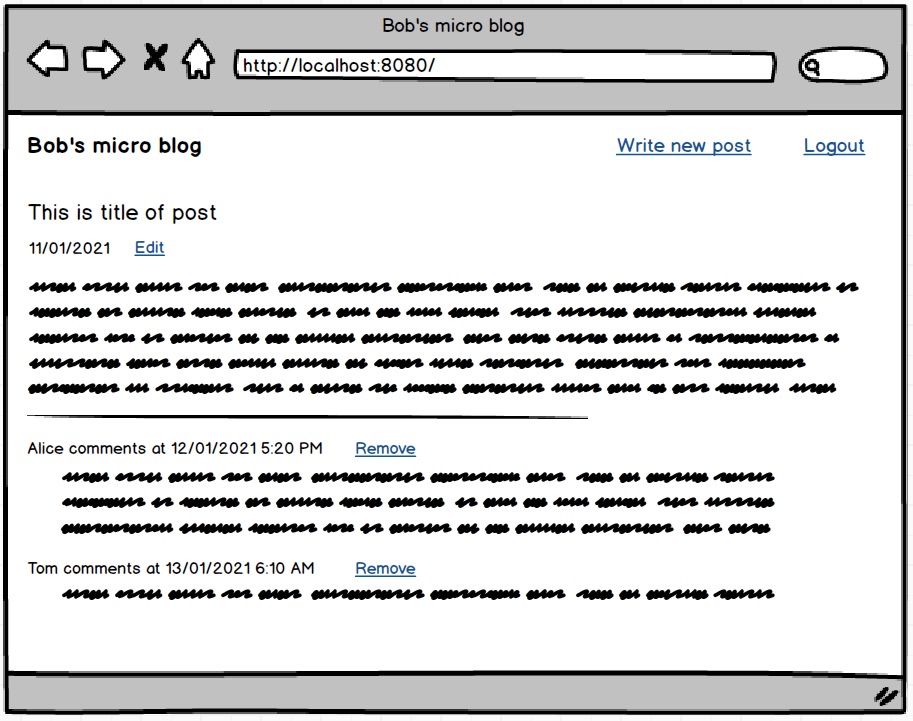 Bob's micro blog
http://localhost:8080/
Bob's micro blog Write new post Logout
This is title of post
11/01/2021 Edit
Alice comments at 12/01/2021 5:20 PM Remove
Tom comments at 13/01/2021 6:10 AM Remove